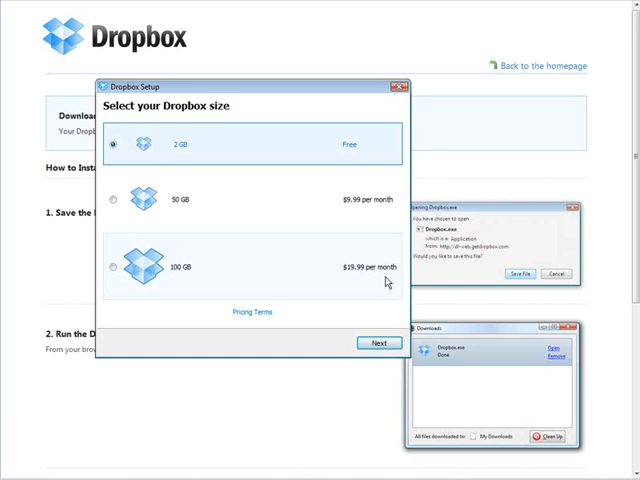 Dropbox
Back to the homepage
Dropbox Setup
Select your Dropbox size
2 GB Free
50 GB $9.99 per month
100 GB $19.99 per month
Pricing Terms
Next
Your Dropb
How to Insta
1. Save the
Opening Dropbox.exe
You have chosen to open
Dropbox.exe
which is a: Application
from: http://dl-web.getdropbox.com
Would you like to save this file?
Save File Cancel
2. Run the D
From your brow
Downloads
Dropbox.exe Open
Done Remove
All files downloaded to: My Downloads Clean Up